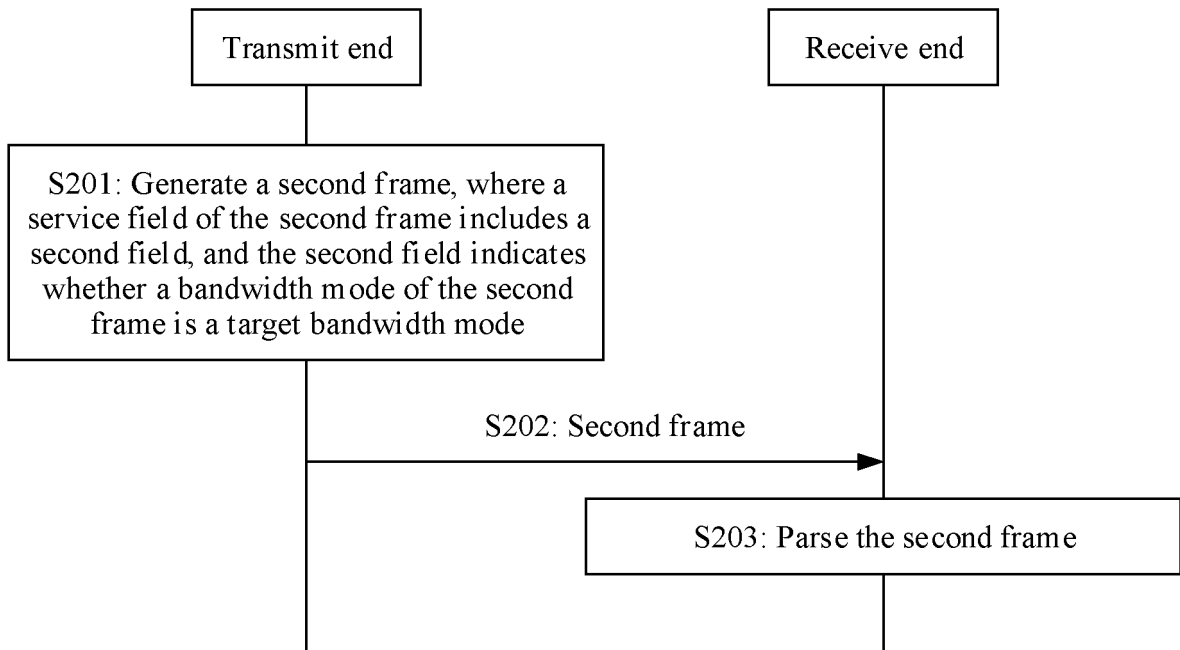 Transmit end
Receive end
S201: Generate a second frame, where a
service field of the second frame includes a
second field, and the second field indicates
whether a bandwidth mode of the second
frame is a target bandwidth mode
S202: Second frame
S203: Parse the second frame